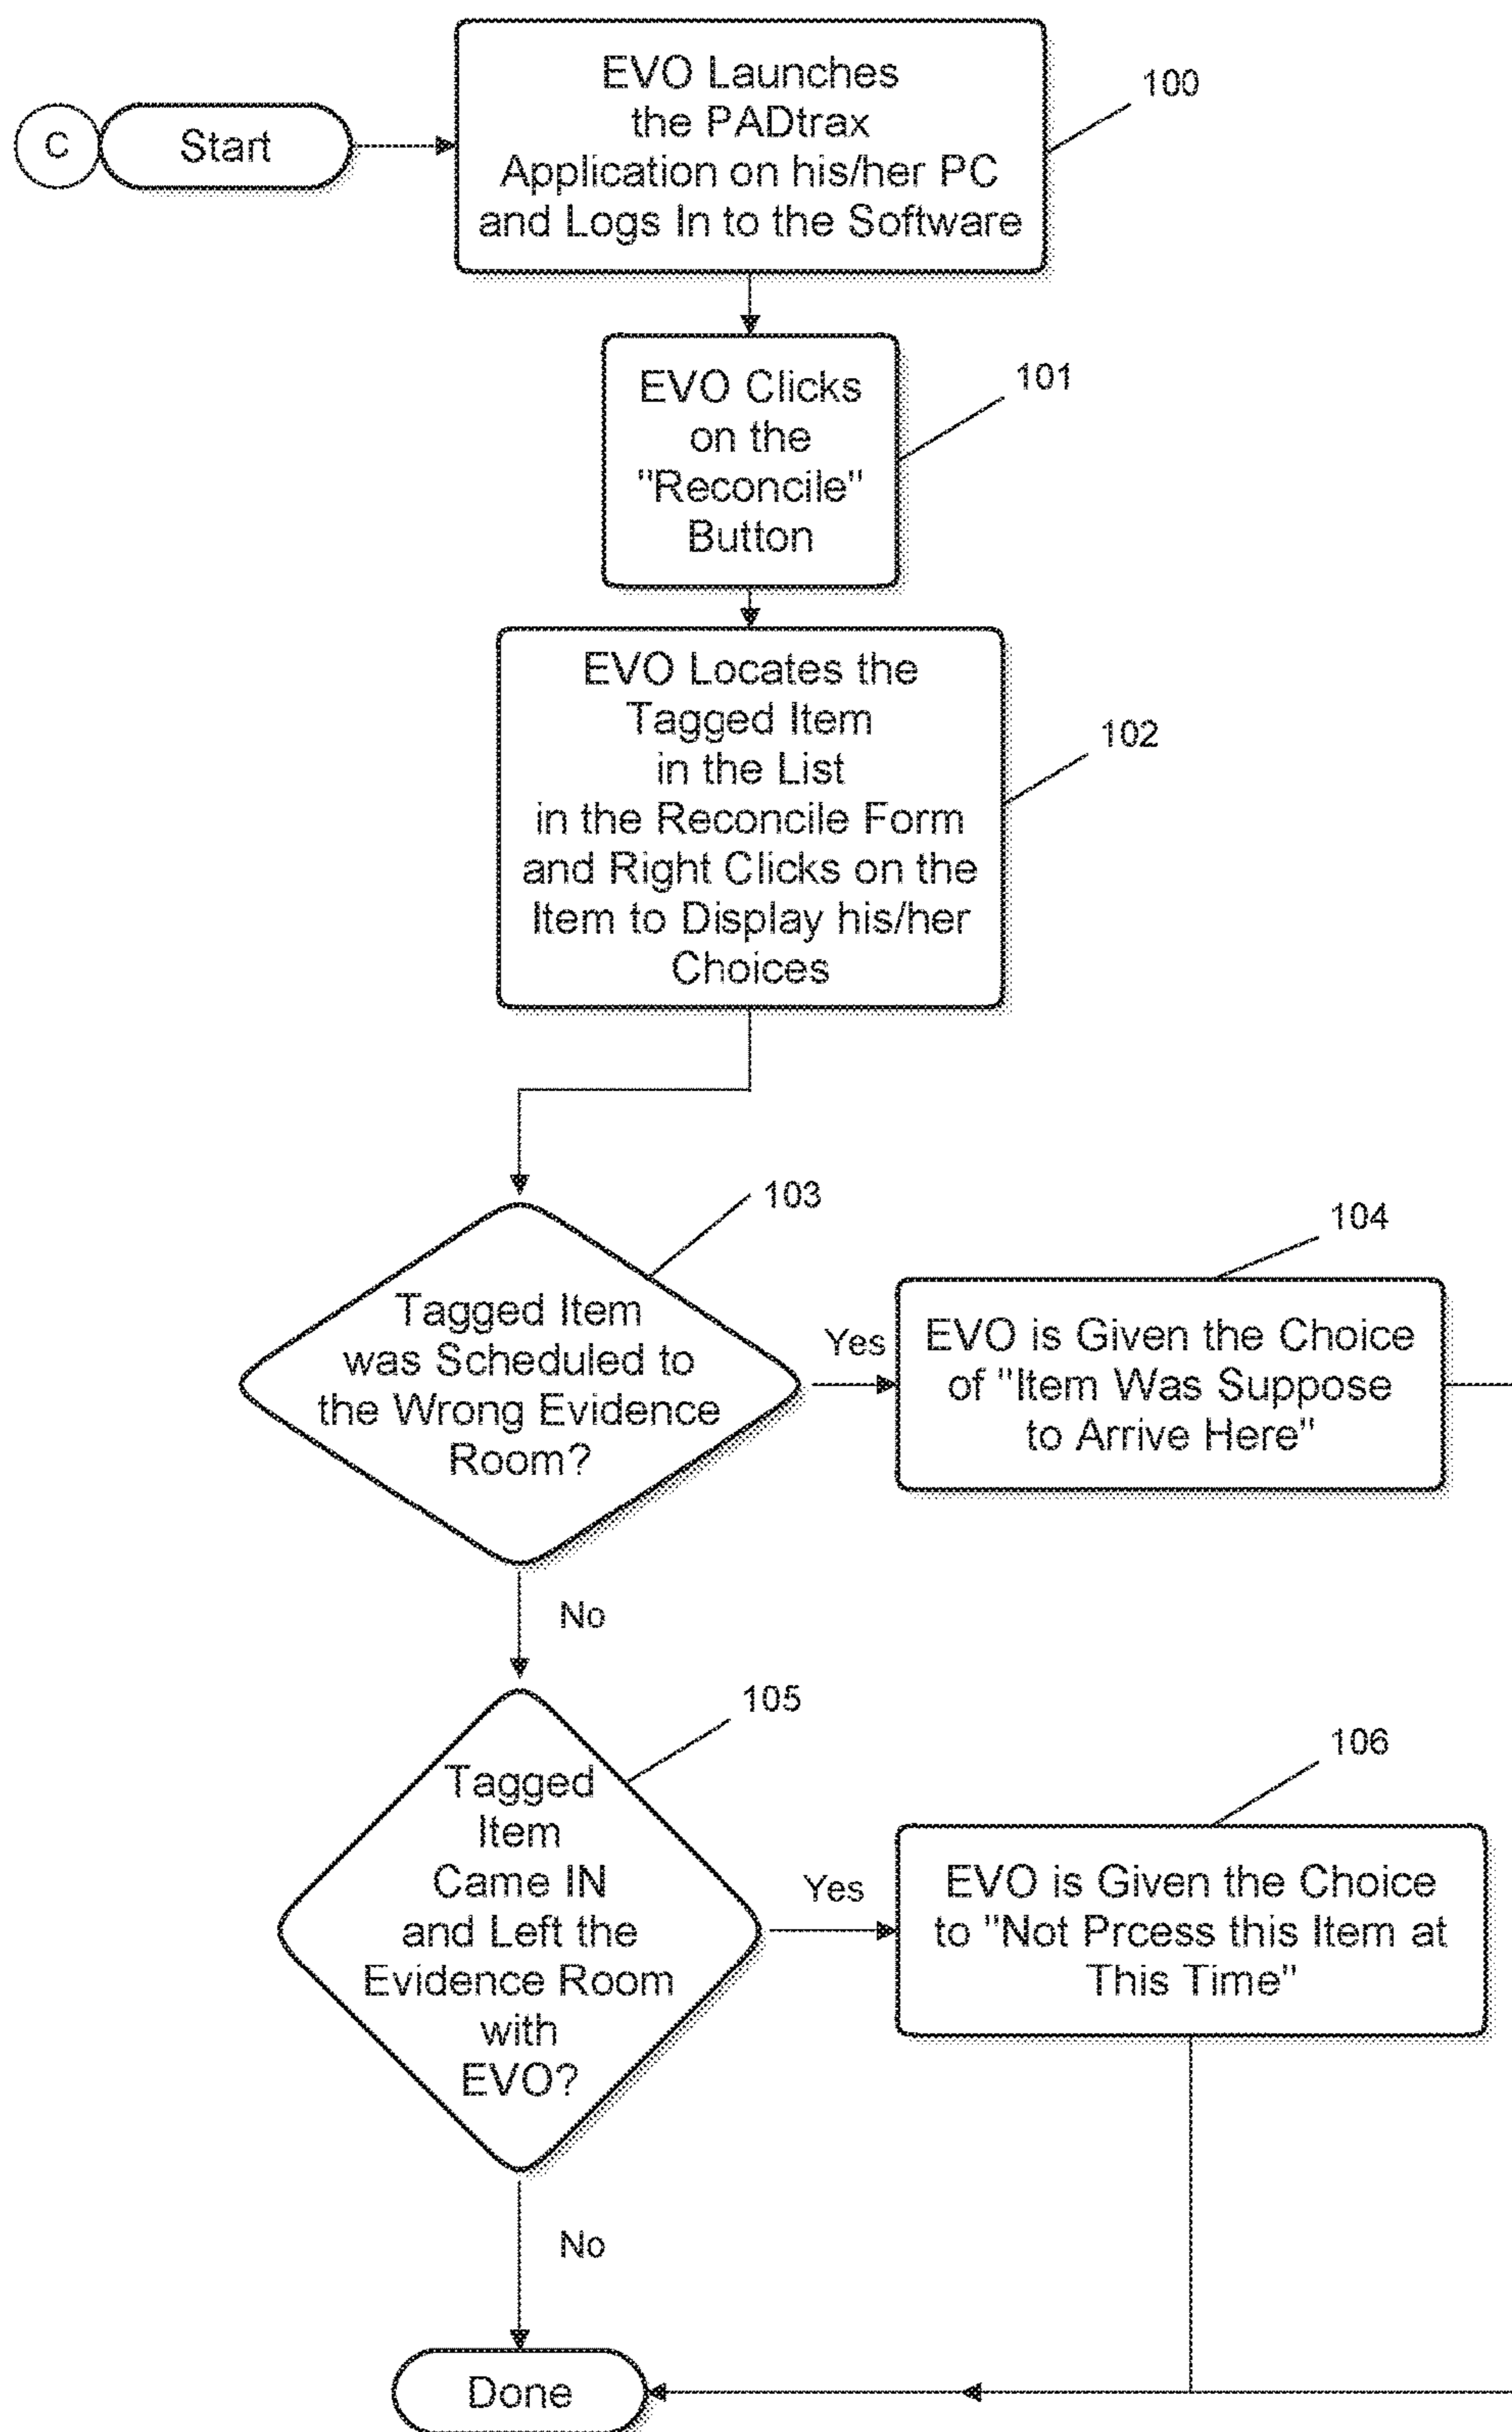 C
Start
EVO Launches
the PADtrax
Application on his/her PC
and Logs In to the Software
100
EVO Clicks
on the
"Reconcile"
Button
101
EVO Locates the
Tagged Item
in the List
in the Reconcile Form
and Right Clicks on the
Item to Display his/her
Choices
102
Tagged Item
was Scheduled to
the Wrong Evidence
Room?
103
Yes
EVO is Given the Choice
of "Item Was Suppose
to Arrive Here"
104
No
Tagged
Item
Came IN
and Left the
Evidence Room
with
EVO?
105
Yes
EVO is Given the Choice
to "Not Prcess this Item at
This Time"
106
No
Done